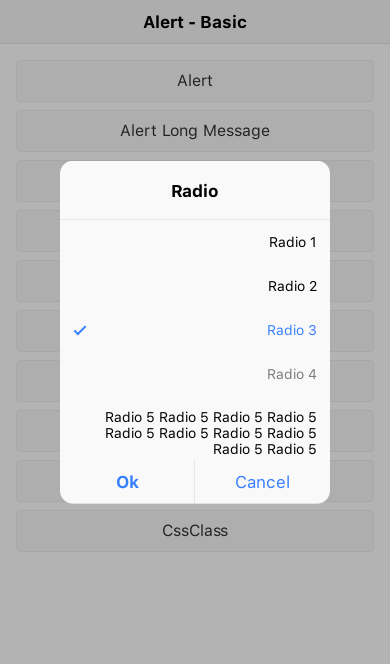 Alert - Basic
Alert
Alert Long Message
Radio
Radio 1
Radio 2
Radio 3
Radio 4
Radio 5 Radio 5 Radio 5 Radio 5
Radio 5 Radio 5 Radio 5 Radio 5
Radio 5 Radio 5
Ok
Cancel
CssClass